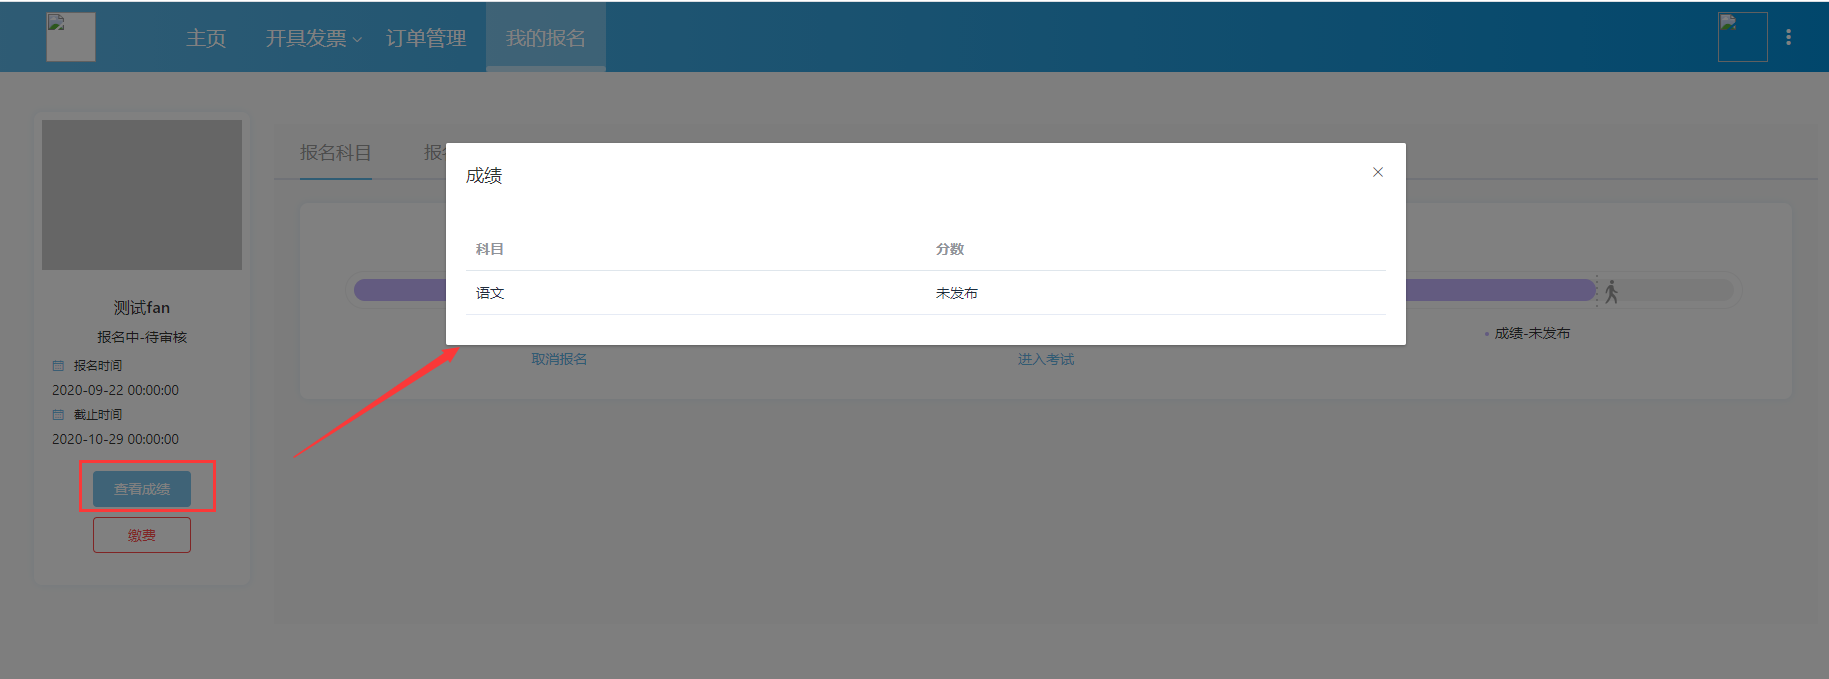 主页 开具发票 订单管理 我的报名
报名科目 报
成绩
科目 分数
语文 未发布
测试fan
报名中-待审核
报名时间
2020-09-22 00:00:00
截止时间
2020-10-29 00:00:00
查看成绩
缴费
取消报名
进入考试
成绩-未发布